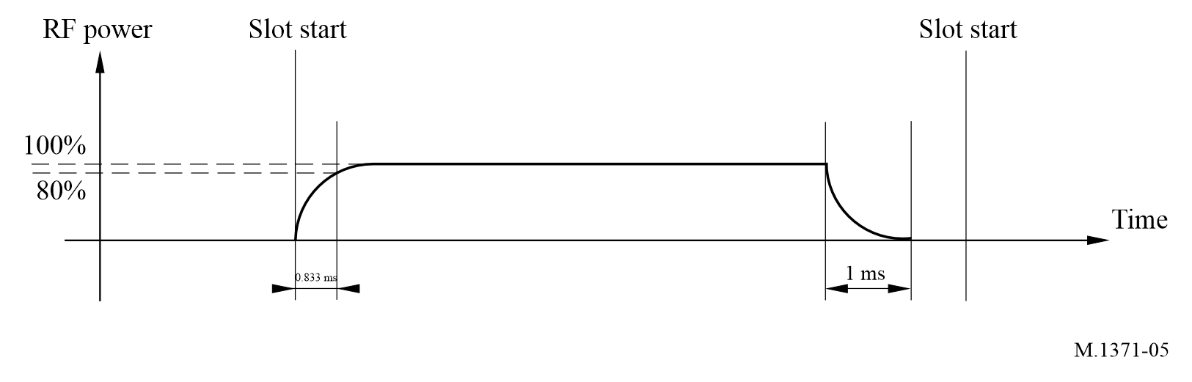 RF power
Slot start
Slot start
100%
80%
Time
0.833 ms
1 ms
M.1371-05